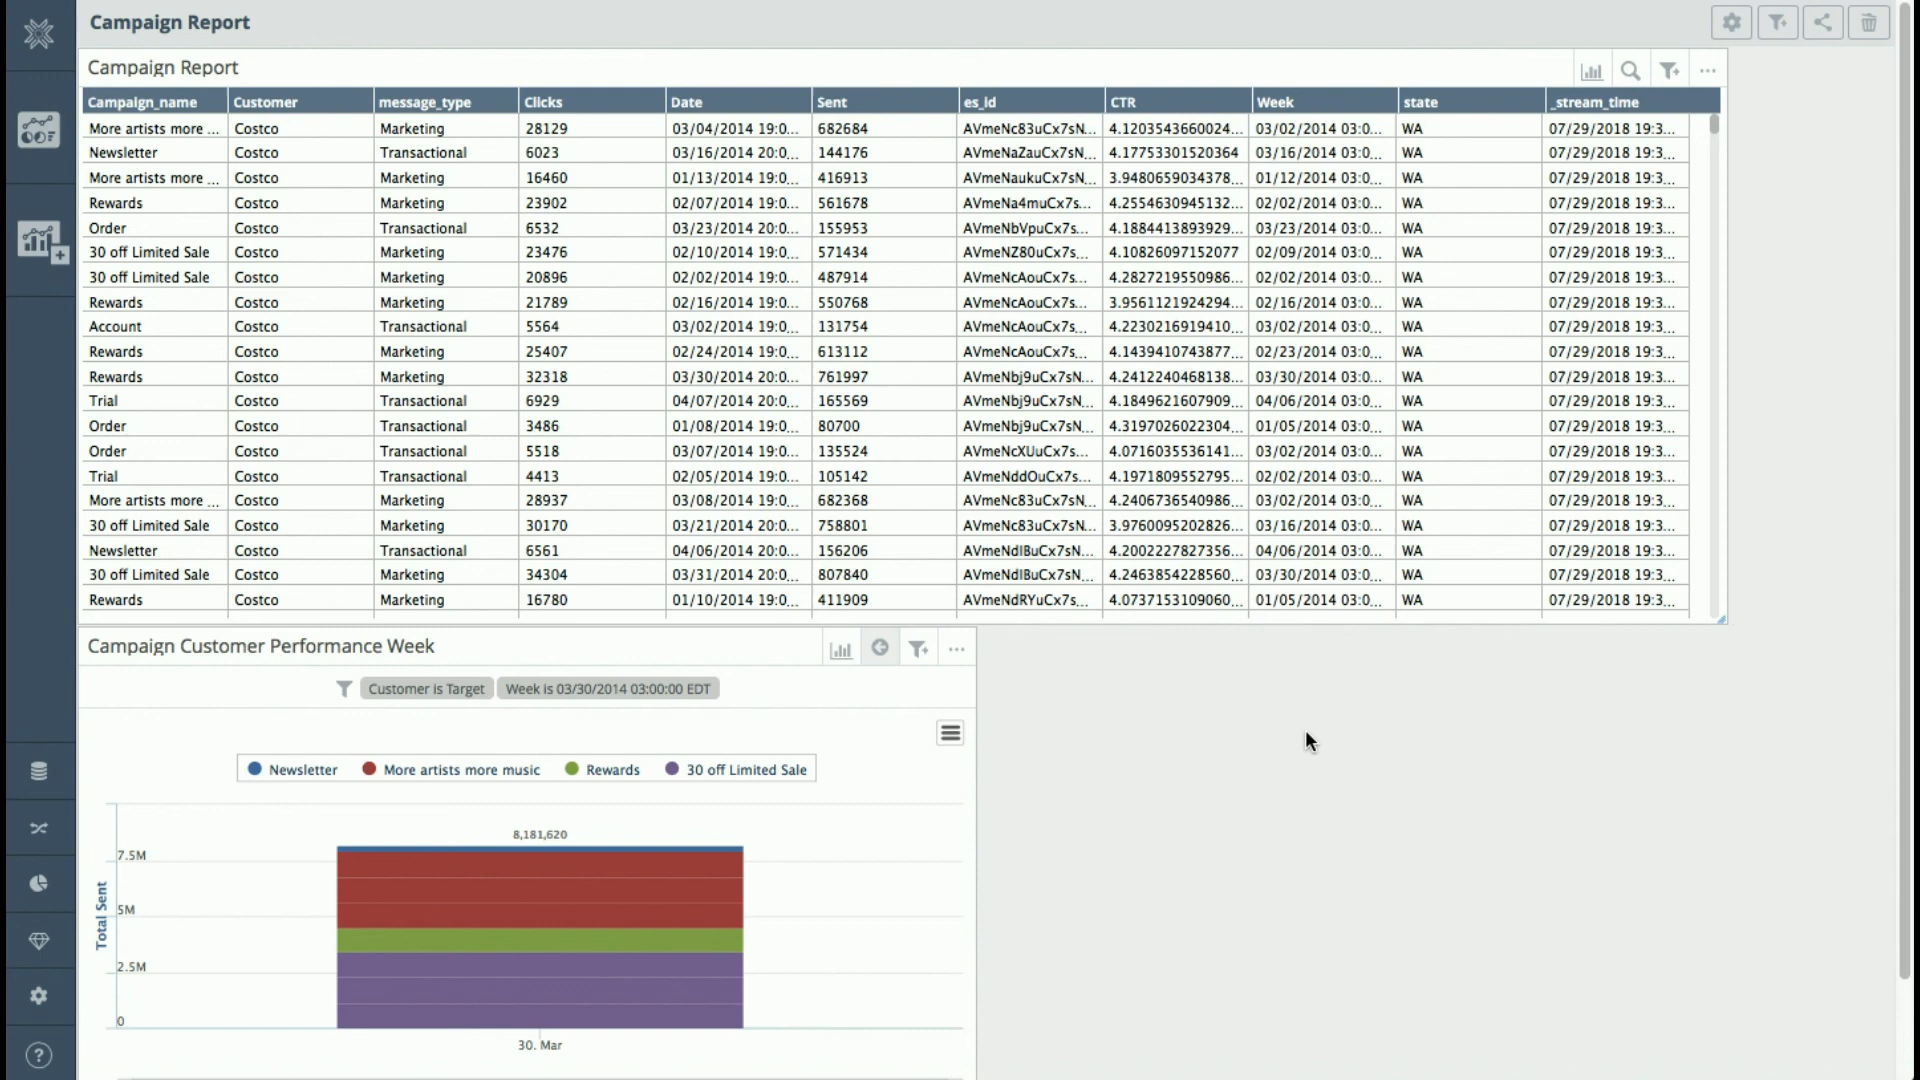 Campaign Report
Campaign Report
Campaign_name Customer message_type Clicks Date Sent es_id CTR Week state _stream_time
More artists more ... Costco Marketing 28129 03/04/2014 19:0... 682684 AVmeNc83uCx7sN... 4.1203543660024... 03/02/2014 03:0... WA 07/29/2018 19:3...
Newsletter Costco Transactional 6023 03/16/2014 20:0... 144176 AVmeNaZauCx7sN... 4.17753301520364 03/16/2014 03:0... WA 07/29/2018 19:3...
More artists more ... Costco Marketing 16460 01/13/2014 19:0... 416913 AVmeNaukuCx7sN... 3.9480659034378... 01/12/2014 03:0... WA 07/29/2018 19:3...
Rewards Costco Marketing 23902 02/07/2014 19:0... 561678 AVmeNa4muCx7s... 4.2554630945132... 02/02/2014 03:0... WA 07/29/2018 19:3...
Order Costco Transactional 6532 03/23/2014 20:0... 155953 AVmeNbVpuCx7s... 4.1884413893929... 03/23/2014 03:0... WA 07/29/2018 19:3...
30 off Limited Sale Costco Marketing 23476 02/10/2014 19:0... 571434 AVmeNZ80uCx7s... 4.10826097152077 02/09/2014 03:0... WA 07/29/2018 19:3...
30 off Limited Sale Costco Marketing 20896 02/02/2014 19:0... 487914 AVmeNcAouCx7s... 4.2827219550986... 02/02/2014 03:0... WA 07/29/2018 19:3...
Rewards Costco Marketing 21789 02/16/2014 19:0... 550768 AVmeNcAouCx7s... 3.9561121924294... 02/16/2014 03:0... WA 07/29/2018 19:3...
Account Costco Transactional 5564 03/02/2014 19:0... 131754 AVmeNcAouCx7s... 4.2230216919410... 03/02/2014 03:0... WA 07/29/2018 19:3...
Rewards Costco Marketing 25407 02/24/2014 19:0... 613112 AVmeNcAouCx7s... 4.1439410743877... 02/23/2014 03:0... WA 07/29/2018 19:3...
Rewards Costco Marketing 32318 03/30/2014 20:0... 761997 AVmeNbj9uCx7sN... 4.2412240468138... 03/30/2014 03:0... WA 07/29/2018 19:3...
Trial Costco Transactional 6929 04/07/2014 20:0... 165569 AVmeNbj9uCx7sN... 4.1849621607909... 04/06/2014 03:0... WA 07/29/2018 19:3...
Order Costco Transactional 3486 01/08/2014 19:0... 80700 AVmeNbj9uCx7sN... 4.3197026022304... 01/05/2014 03:0... WA 07/29/2018 19:3...
Order Costco Transactional 5518 03/07/2014 19:0... 135524 AVmeNcXUuCx7s... 4.0716035536141... 03/02/2014 03:0... WA 07/29/2018 19:3...
Trial Costco Transactional 4413 02/05/2014 19:0... 105142 AVmeNddOuCx7s... 4.1971809552795... 02/02/2014 03:0... WA 07/29/2018 19:3...
More artists more ... Costco Marketing 28937 03/08/2014 19:0... 682368 AVmeNc83uCx7sN... 4.2406736540986... 03/02/2014 03:0... WA 07/29/2018 19:3...
30 off Limited Sale Costco Marketing 30170 03/21/2014 20:0... 758801 AVmeNc83uCx7sN... 3.9760095202826... 03/16/2014 03:0... WA 07/29/2018 19:3...
Newsletter Costco Transactional 6561 04/06/2014 20:0... 156206 AVmeNdlBuCx7sN... 4.2002227827356... 04/06/2014 03:0... WA 07/29/2018 19:3...
30 off Limited Sale Costco Marketing 34304 03/31/2014 20:0... 807840 AVmeNdlBuCx7sN... 4.2463854228560... 03/30/2014 03:0... WA 07/29/2018 19:3...
Rewards Costco Marketing 16780 01/10/2014 19:0... 411909 AVmeNdRYuCx7s... 4.0737153109060... 01/05/2014 03:0... WA 07/29/2018 19:3...
Campaign Customer Performance Week
Customer is Target Week is 03/30/2014 03:00:00 EDT
Newsletter More artists more music Rewards 30 off Limited Sale
8,181,620
7.5M
5M
2.5M
0
Total Sent
30. Mar